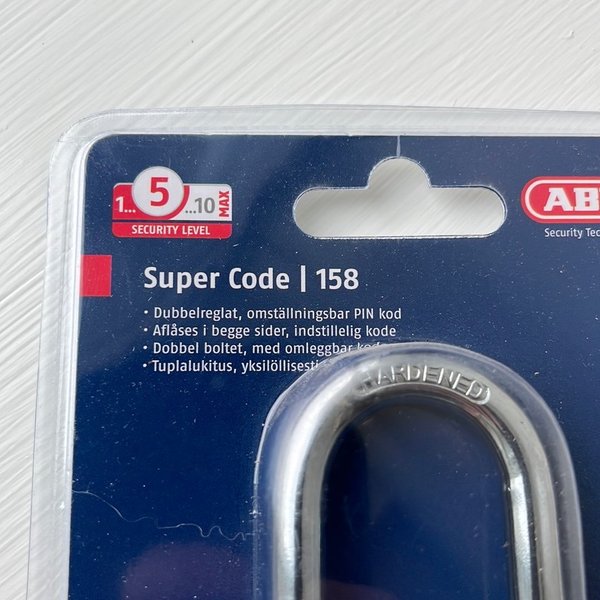 1... 5 ...10 MAX
SECURITY LEVEL
AB
Security Tec
Super Code | 158
• Dubbelreglat, omställningsbar PIN kod
• Aflåses i begge sider, indstillelig kode
• Dobbel boltet, med omleggbar
• Tuplalukitus, yksilöllisesti
HARDENED